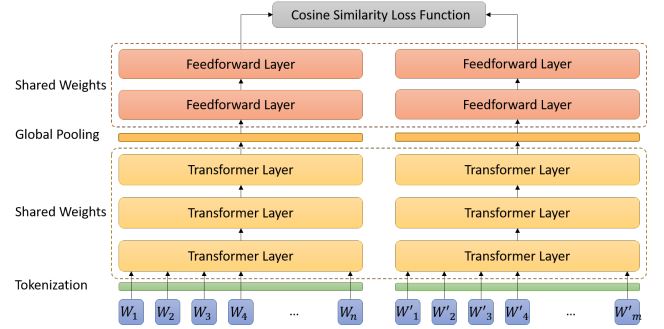 Cosine Similarity Loss Function
Shared Weights
Feedforward Layer Feedforward Layer
Feedforward Layer Feedforward Layer
Global Pooling
Transformer Layer Transformer Layer
Shared Weights
Transformer Layer Transformer Layer
Transformer Layer Transformer Layer
Tokenization
W₁ W₂ W₃ W₄ ... Wₙ W'₁ W'₂ W'₃ W'₄ ... W'ₘ